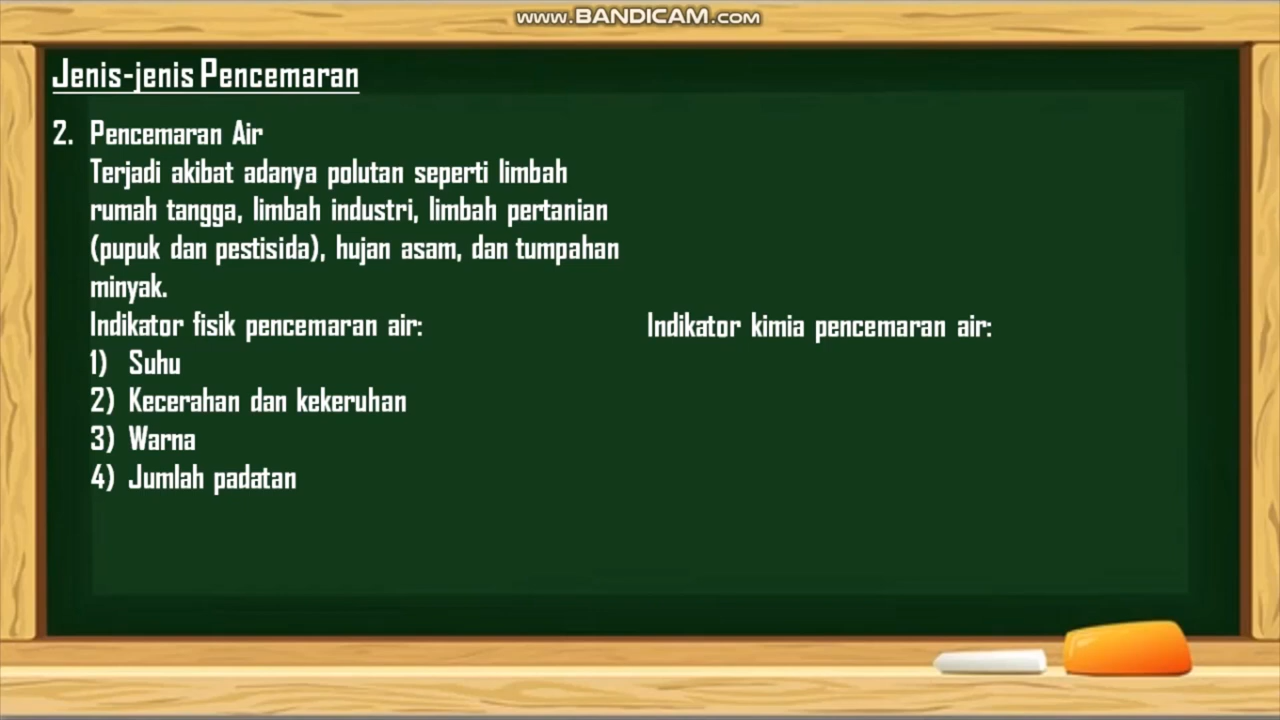 www.BANDICAM.com
Jenis-jenis Pencemaran
2. Pencemaran Air
Terjadi akibat adanya polutan seperti limbah
rumah tangga, limbah industri, limbah pertanian
(pupuk dan pestisida), hujan asam, dan tumpahan
minyak.
Indikator fisik pencemaran air:
1) Suhu
2) Kecerahan dan kekeruhan
3) Warna
4) Jumlah padatan
Indikator kimia pencemaran air: